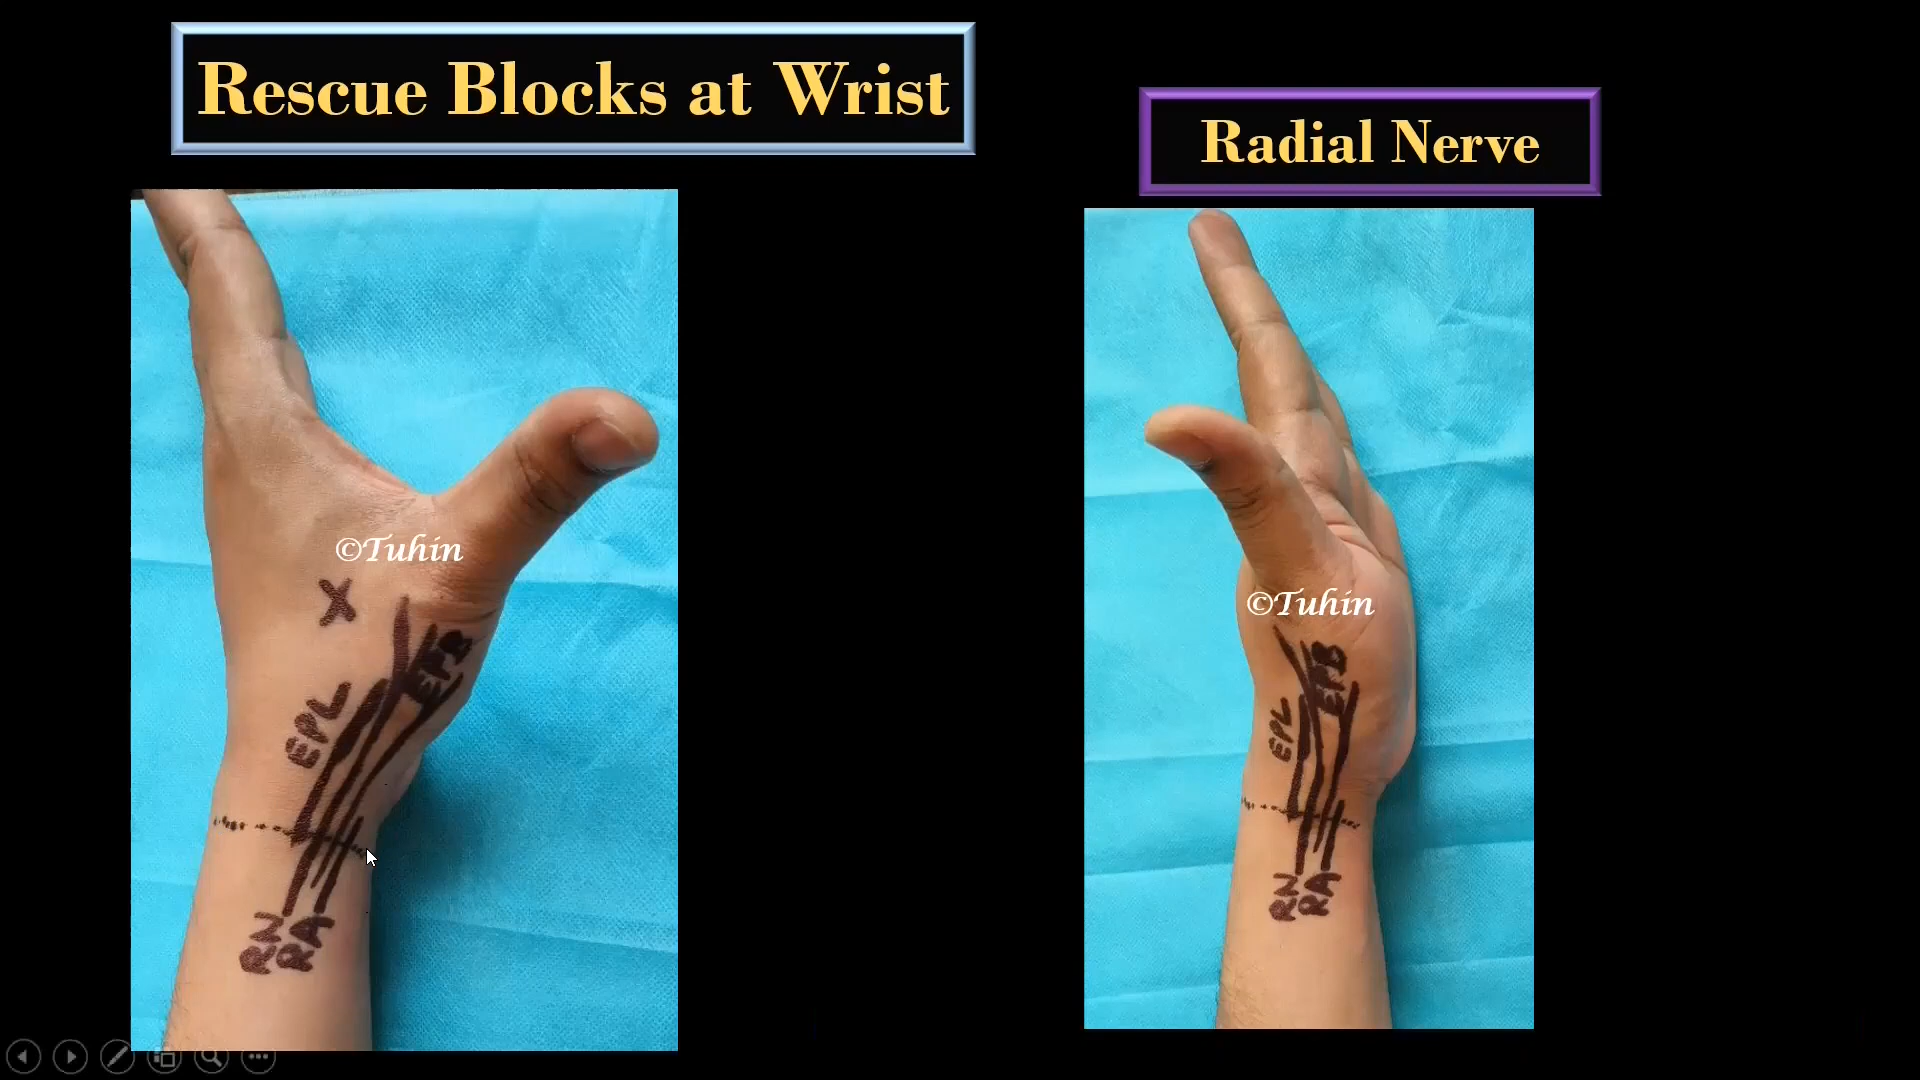 Rescue Blocks at Wrist
Radial Nerve
©Tuhin
X
EPB
EPL
RN
RA
©Tuhin
EPB
EPL
RN
RA